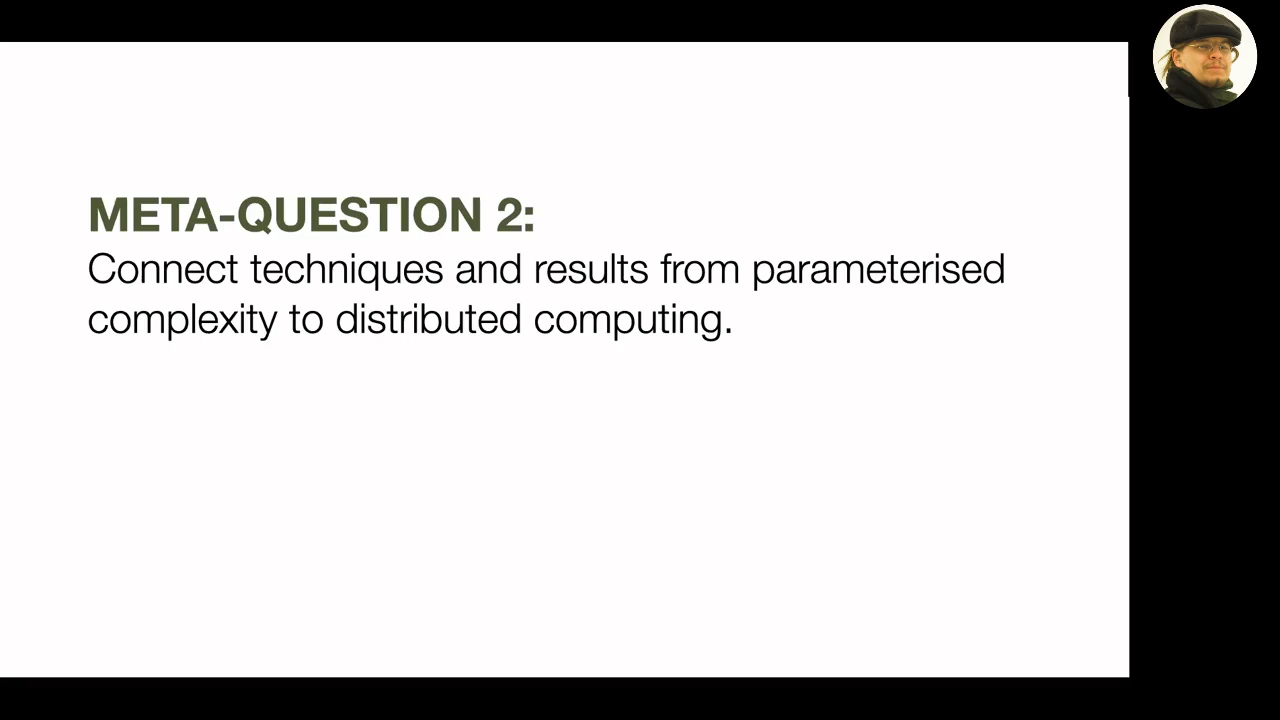 META-QUESTION 2:
Connect techniques and results from parameterised
complexity to distributed computing.